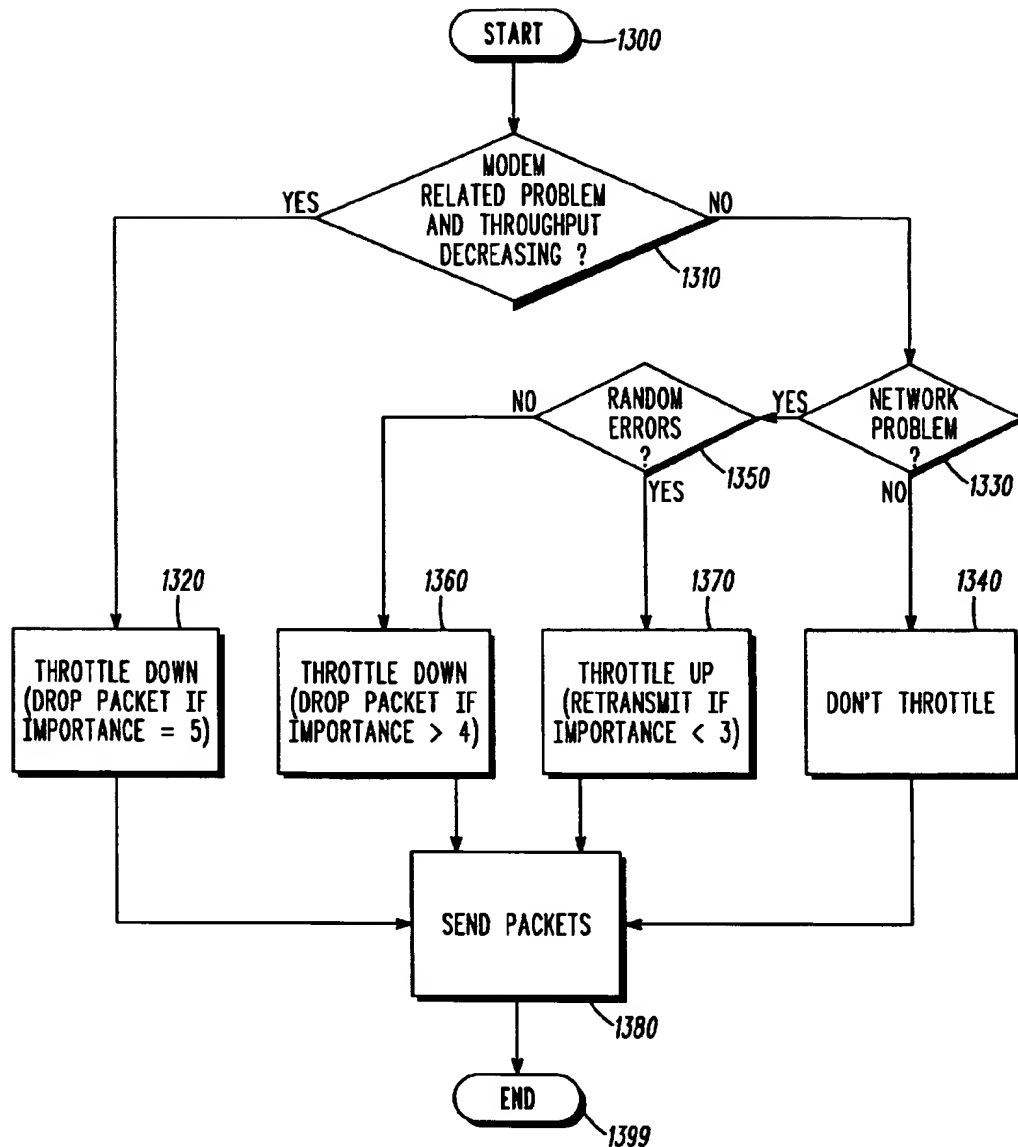 START
1300
MODEM
RELATED PROBLEM
AND THROUGHPUT
DECREASING ?
YES
NO
1310
RANDOM
ERRORS
?
NO
YES
1350
NETWORK
PROBLEM
?
YES
NO
1330
1320
THROTTLE DOWN
(DROP PACKET IF
IMPORTANCE = 5)
1360
THROTTLE DOWN
(DROP PACKET IF
IMPORTANCE > 4)
1370
THROTTLE UP
(RETRANSMIT IF
IMPORTANCE < 3)
1340
DON'T THROTTLE
SEND PACKETS
1380
END
1399